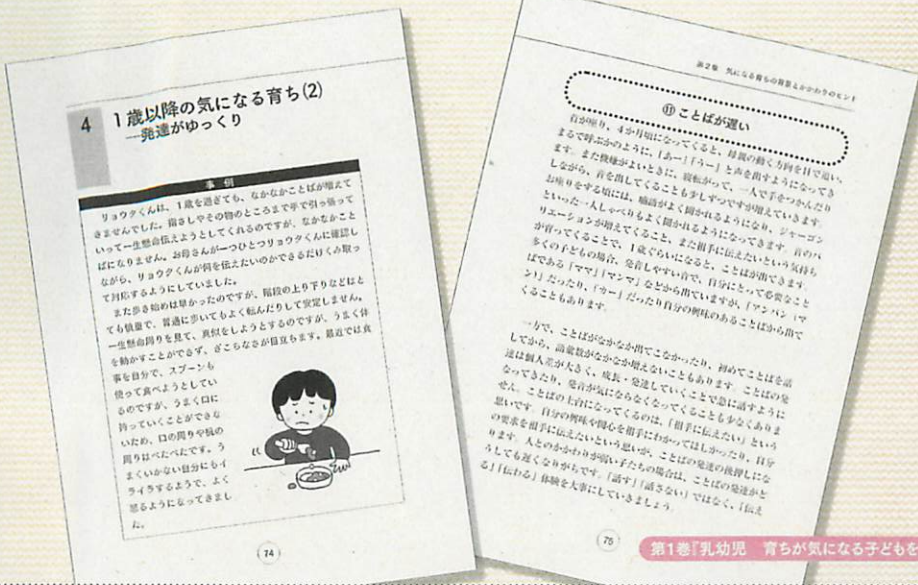 4
1歳以降の気になる育ち(2)
―発達がゆっくり
事例
リョウタくんは、1歳を過ぎても、なかなかことばが増えて
きませんでした。指さしやその物のところまで手で引っ張って
いって一生懸命伝えようとしてくれるのですが、なかなかこと
ばになりません。お母さんが一つひとつリョウタくんに確認し
ながら、リョウタくんが何を伝えたいのかできるだけくみ取っ
て対応するようにしていました。
また歩き始めは早かったのですが、階段の上り下りなどはと
ても慎重で、普通に歩いてもよく転んだりして安定しません。
一生懸命周りを見て、真似をしようとするのですが、うまく体
を動かすことができず、ぎこちなさが目立ちます。最近では食
事を自分で、スプーンも
使って食べようとしてい
るのですが、うまく口に
持っていくことができな
いため、口の周りや机の
周りはべたべたです。う
まくいかない自分にもイ
ライラするようで、よく
怒るようになってきまし
た。
74
第2章 気になる育ちの背景とかかわりのヒント
⑪ことばが遅い
首が座り、4か月頃になってくると、母親の動く方向を目で追い、
まるで呼ぶかのように、「あー」「うー」と声を出すようになってき
ます。また機嫌がよいときに、寝転がって、一人で手をつかんだり
しながら、音を出してくることも少しずつですが増えていきます。
お座りをする頃には、喃語がよく聞かれるようになり、ジャーゴン
といった一人しゃべりもよく聞かれるようになってきます。音のバ
リエーションが増えてくること、また相手に伝えたいという気持ち
が育ってくることで、1歳ぐらいになると、ことばが出てきます。
多くの子どもの場合、発音しやすい音で、自分にとって必要なこと
ばである「ママ」「マンマ」などから出ていますが、「アンパン(マ
ン)」だったり、「カー」だったり自分の興味のあることばから出て
くることもあります。
一方で、ことばがなかなか出てこなかったり、初めてことばを話
してから、語彙数がなかなか増えないこともあります。ことばの発
達は個人差が大きく、成長・発達していくことで急に話すように
なってきたり、発音が気にならなくなってくることも少なくありま
せん。ことばの土台になってくるのは、「相手に伝えたい」という
思いです。自分の興味や関心を相手にわかってほしかったり、自分
の要求を相手に伝えたいという思いが、ことばの発達の後押しにな
ります。人とのかかわりが弱い子たちの場合は、ことばの発達がど
うしても遅くなりがちです。「話す」「話さない」ではなく、「伝え
る」「伝わる」体験を大事にしていきましょう。
75
第1巻『乳幼児 育ちが気になる子どもを